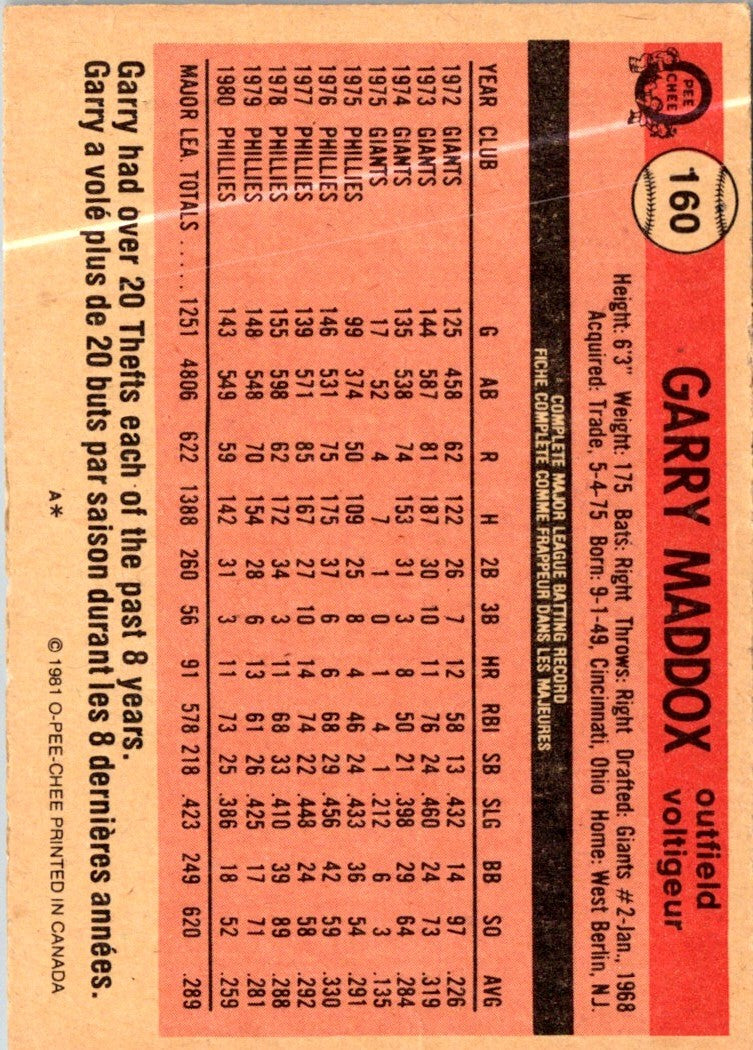 O PEE CHEE
160
GARRY MADDOX outfield
voltigeur
Height: 6'3" Weight: 175 Bats: Right Throws: Right Drafted: Giants #2-Jan., 1968
Acquired: Trade, 5-4-75 Born: 9-1-49, Cincinnati, Ohio Home: West Berlin, N.J.
COMPLETE MAJOR LEAGUE BATTING RECORD
FICHE COMPLETE COMME FRAPPEUR DANS LES MAJEURES
YEAR CLUB G AB R H 2B 3B HR RBI SB SLG BB SO AVG
1972 GIANTS 125 458 62 122 26 7 12 58 13 .432 14 97 .226
1973 GIANTS 144 587 81 187 30 10 11 76 24 .460 24 73 .319
1974 GIANTS 135 538 74 153 31 3 8 50 21 .398 29 64 .284
1975 GIANTS 17 52 4 7 1 0 1 4 1 .212 6 3 .135
1975 PHILLIES 99 374 50 109 25 8 4 46 24 .433 36 54 .291
1976 PHILLIES 146 531 75 175 37 6 6 68 29 .456 42 59 .330
1977 PHILLIES 139 571 85 167 27 10 14 74 22 .448 24 58 .292
1978 PHILLIES 155 598 62 172 34 3 11 68 33 .410 39 89 .288
1979 PHILLIES 148 548 70 154 28 6 13 61 26 .425 17 71 .281
1980 PHILLIES 143 549 59 142 31 3 11 73 25 .386 18 52 .259
MAJOR LEA. TOTALS ..... 1251 4806 622 1388 260 56 91 578 218 .423 249 620 .289
Garry had over 20 Thefts each of the past 8 years.
Garry a volé plus de 20 buts par saison durant les 8 dernières années.
A* © 1981 O-PEE-CHEE PRINTED IN CANADA